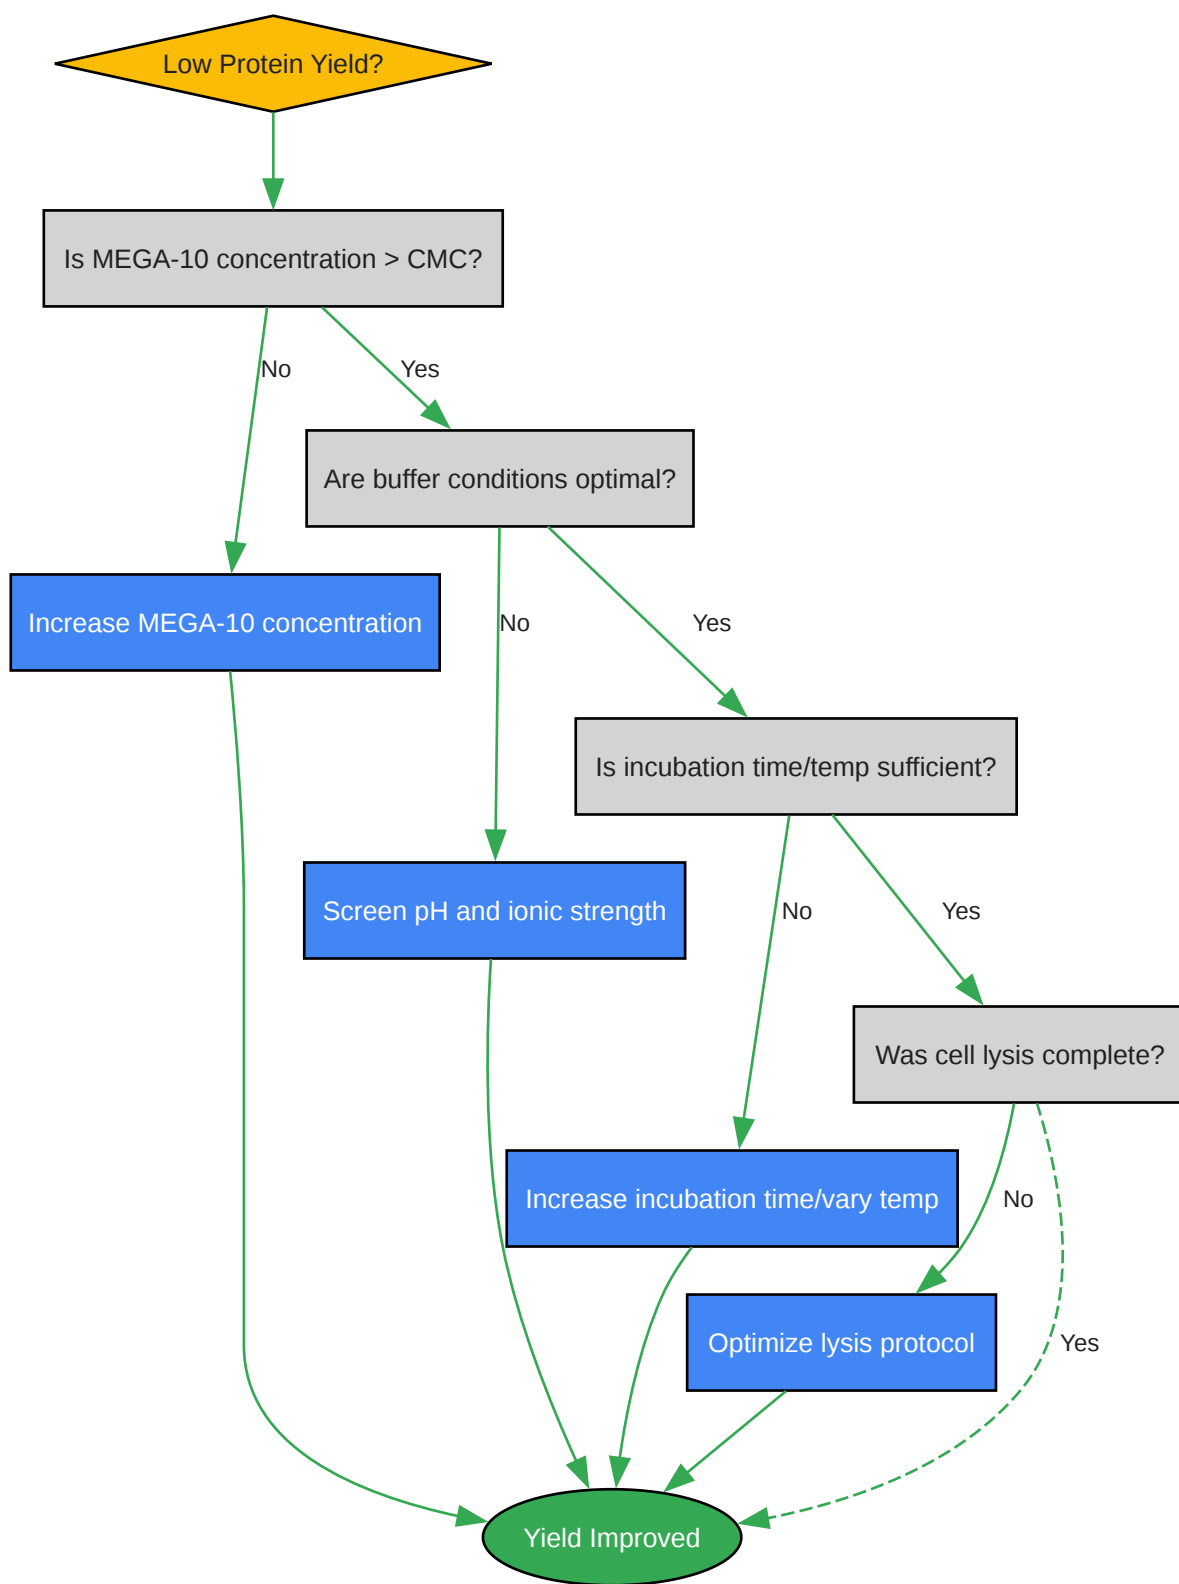 Low Protein Yield?
Is MEGA-10 concentration > CMC?
No
Yes
Are buffer conditions optimal?
Increase MEGA-10 concentration
No
Yes
Is incubation time/temp sufficient?
Screen pH and ionic strength
No
Yes
Was cell lysis complete?
Increase incubation time/vary temp
No
Optimize lysis protocol
Yes
Yield Improved